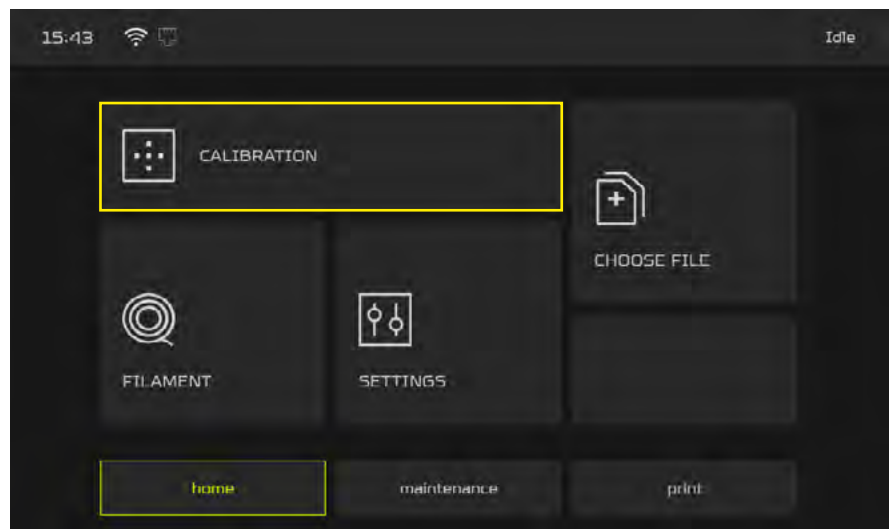 15:43
Idle
CALIBRATION
CHOOSE FILE
FILAMENT
SETTINGS
home
maintenance
print